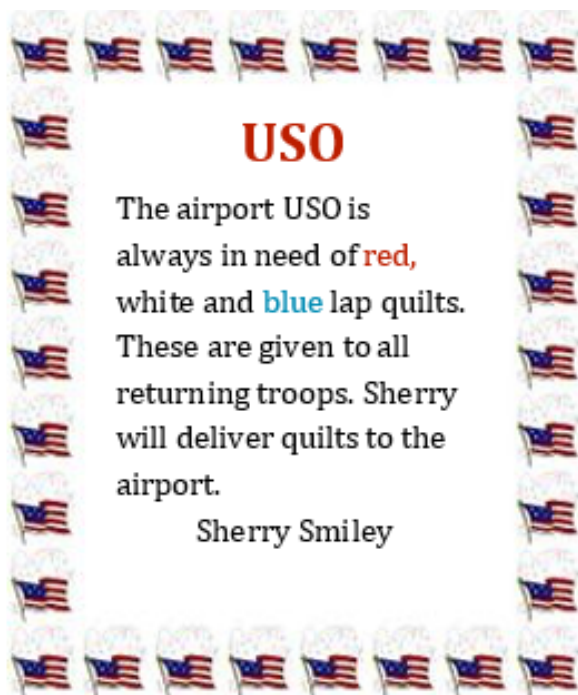 USO
The airport USO is
always in need of red,
white and blue lap quilts.
These are given to all
returning troops. Sherry
will deliver quilts to the
airport.
Sherry Smiley